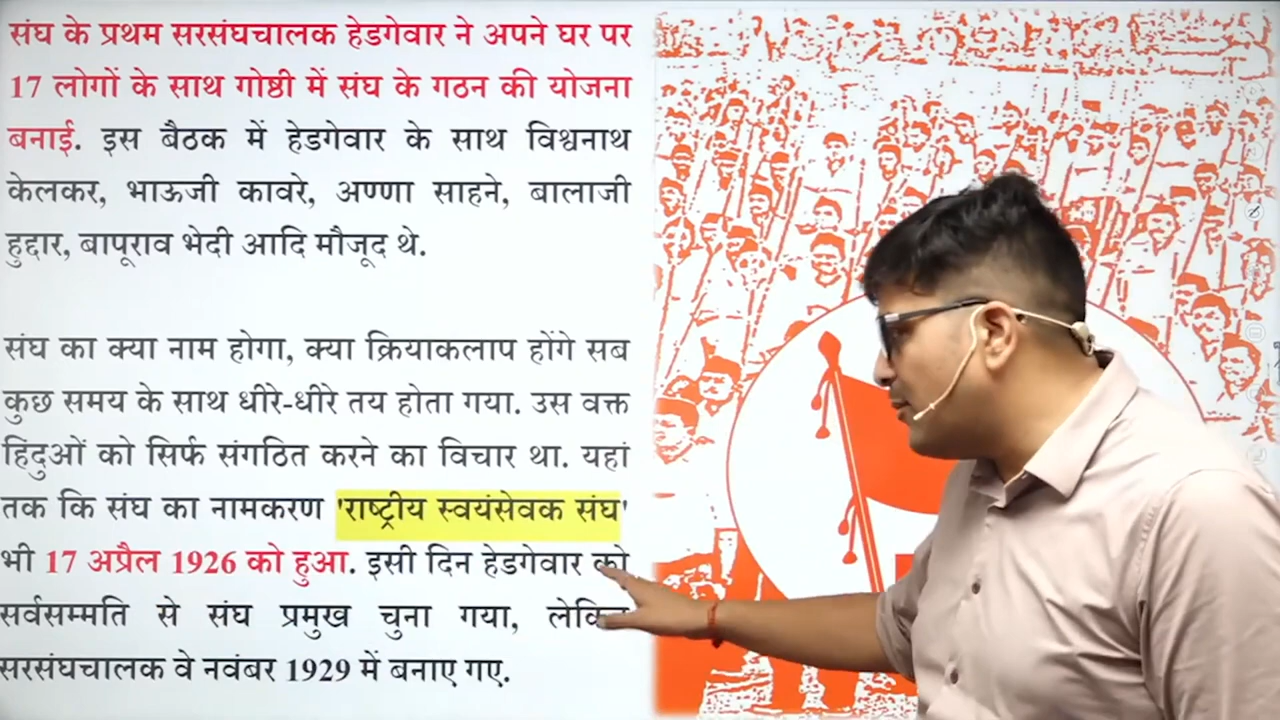 संघ के प्रथम सरसंघचालक हेडगेवार ने अपने घर पर
17 लोगों के साथ गोष्ठी में संघ के गठन की योजना
बनाई. इस बैठक में हेडगेवार के साथ विश्वनाथ
केलकर, भाऊजी कावरे, अण्णा साहने, बालाजी
हुद्दार, बापूराव भेदी आदि मौजूद थे.
संघ का क्या नाम होगा, क्या क्रियाकलाप होंगे सब
कुछ समय के साथ धीरे-धीरे तय होता गया. उस वक्त
हिंदुओं को सिर्फ संगठित करने का विचार था. यहां
तक कि संघ का नामकरण 'राष्ट्रीय स्वयंसेवक संघ'
भी 17 अप्रैल 1926 को हुआ. इसी दिन हेडगेवार को
सर्वसम्मति से संघ प्रमुख चुना गया, लेकिन
सरसंघचालक वे नवंबर 1929 में बनाए गए.